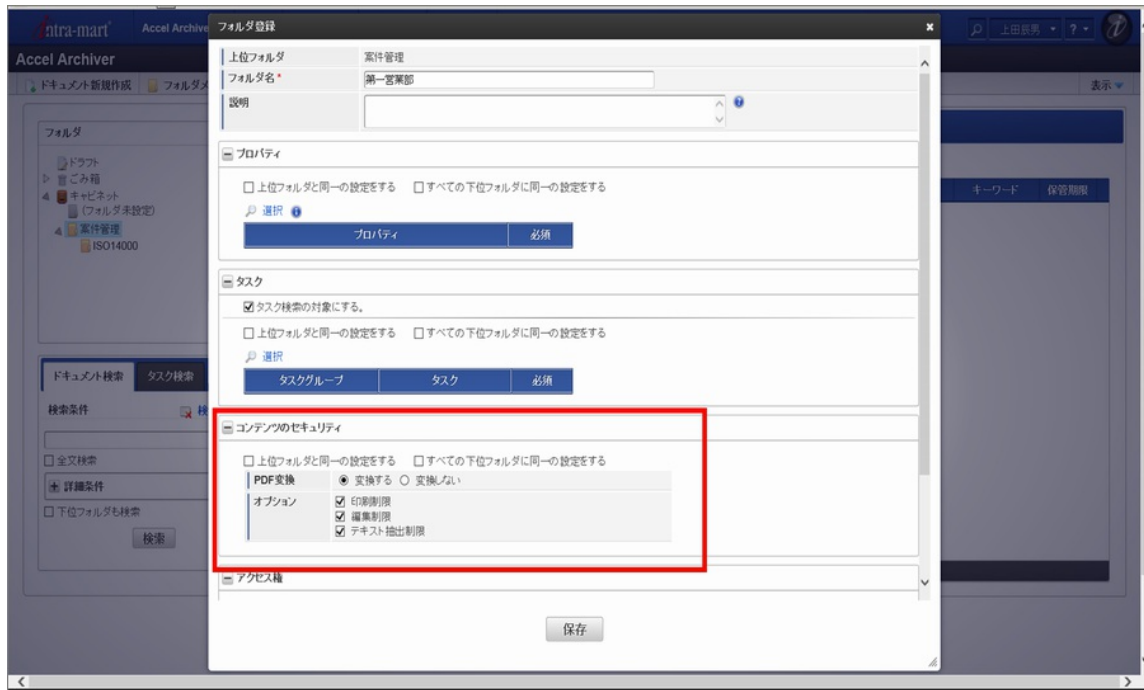 intra-mart Accel Archive 上田辰男 ?
Accel Archiver
ドキュメント新規作成 フォルダメ 表示
フォルダ
ドラフト
ごみ箱
キャビネット
(フォルダ未設定)
案件管理
ISO14000
キーワード 保管期限
ドキュメント検索 タスク検索
検索条件 検
全文検索
詳細条件
下位フォルダも検索
検索
フォルダ登録
上位フォルダ 案件管理
フォルダ名* 第一営業部
説明
プロパティ
上位フォルダと同一の設定をする すべての下位フォルダに同一の設定をする
選択
プロパティ 必須
タスク
タスク検索の対象にする。
上位フォルダと同一の設定をする すべての下位フォルダに同一の設定をする
選択
タスクグループ タスク 必須
コンテンツのセキュリティ
上位フォルダと同一の設定をする すべての下位フォルダに同一の設定をする
PDF変換 変換する 変換しない
オプション 印刷制限
編集制限
テキスト抽出制限
アクセス権
保存